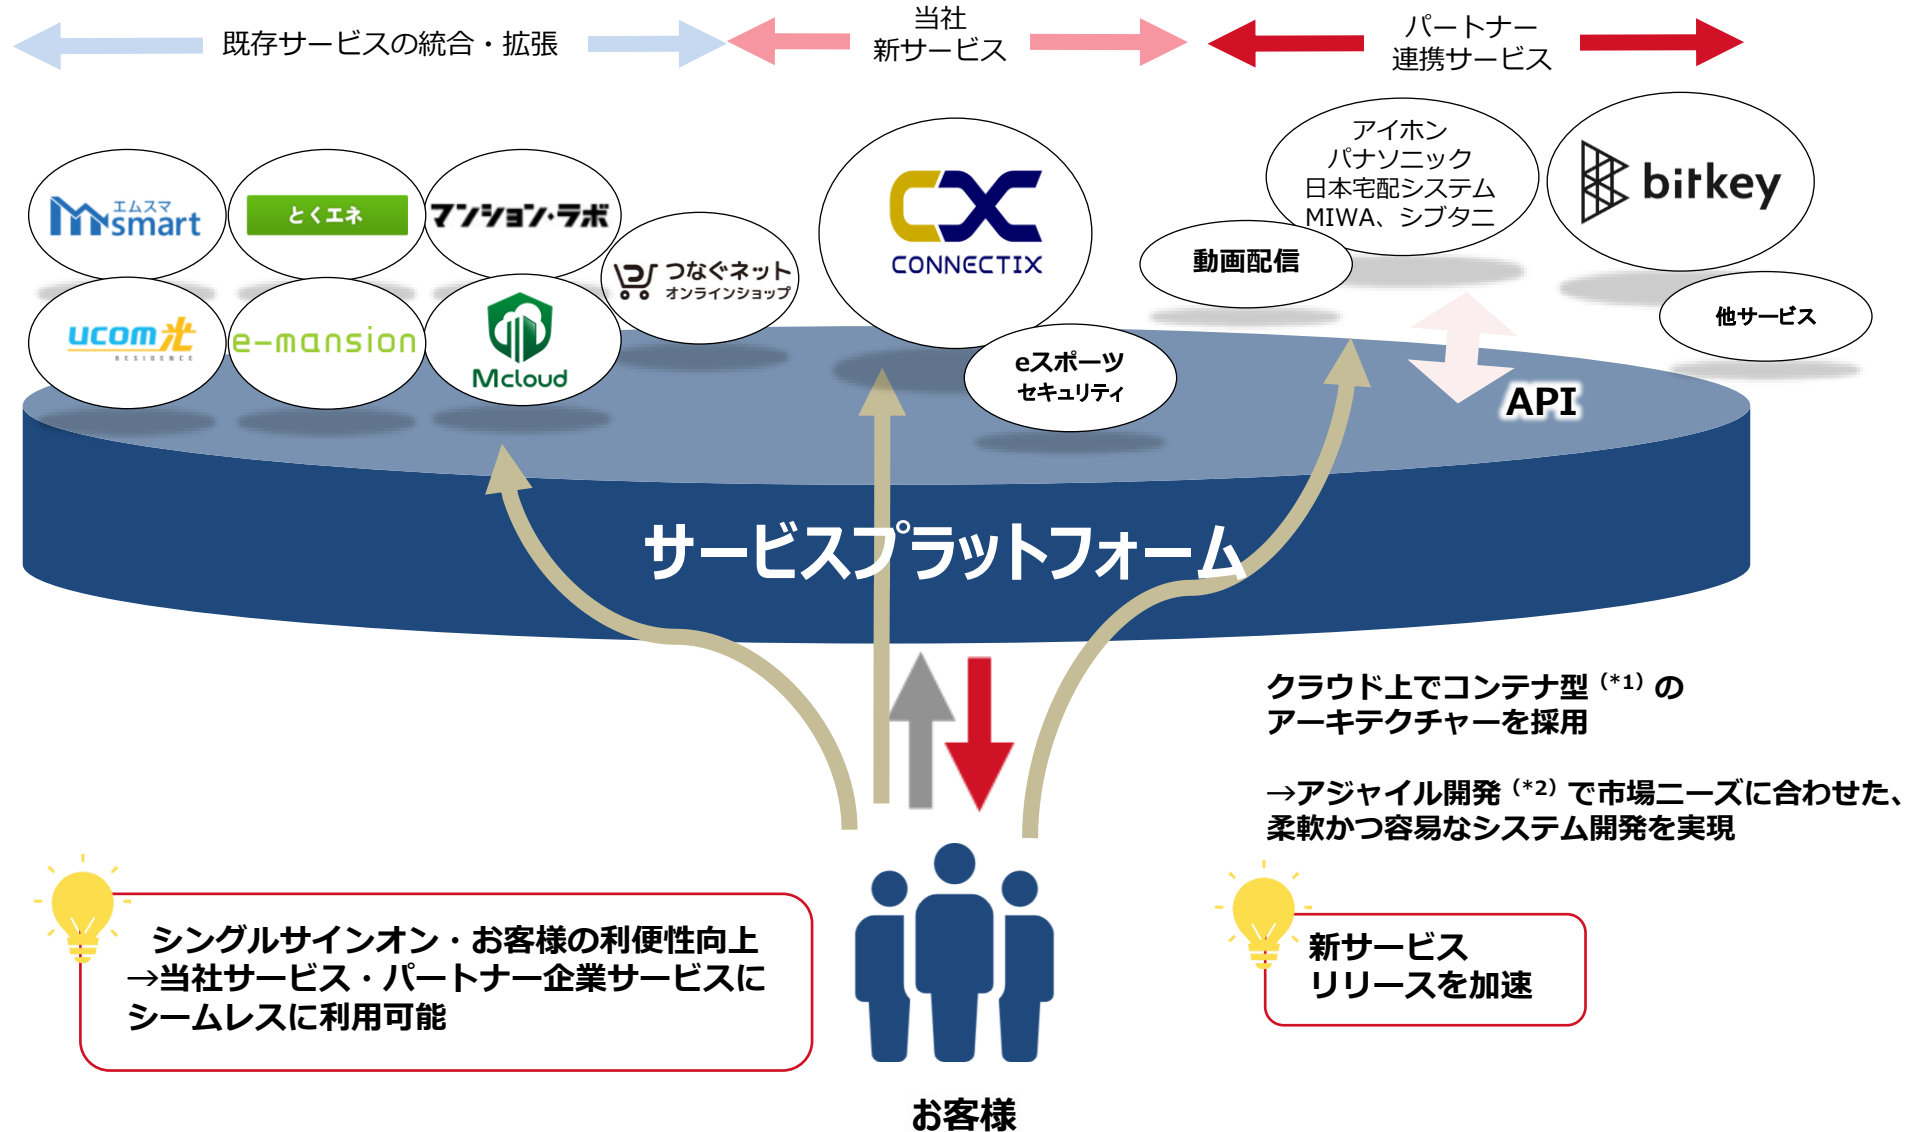 既存サービスの統合・拡張
当社
新サービス
パートナー
連携サービス
エムスマ
smart
とくエネ
マンション・ラボ
つなぐネット
オンラインショップ
ucom光
RESIDENCE
e-mansion
Mcloud
CONNECTIX
eスポーツ
セキュリティ
アイホン
パナソニック
日本宅配システム
MIWA、シブタニ
動画配信
bitkey
他サービス
API
サービスプラットフォーム
クラウド上でコンテナ型（*1）の
アーキテクチャーを採用
→アジャイル開発（*2）で市場ニーズに合わせた、
柔軟かつ容易なシステム開発を実現
シングルサインオン・お客様の利便性向上
→当社サービス・パートナー企業サービスに
シームレスに利用可能
新サービス
リリースを加速
お客様